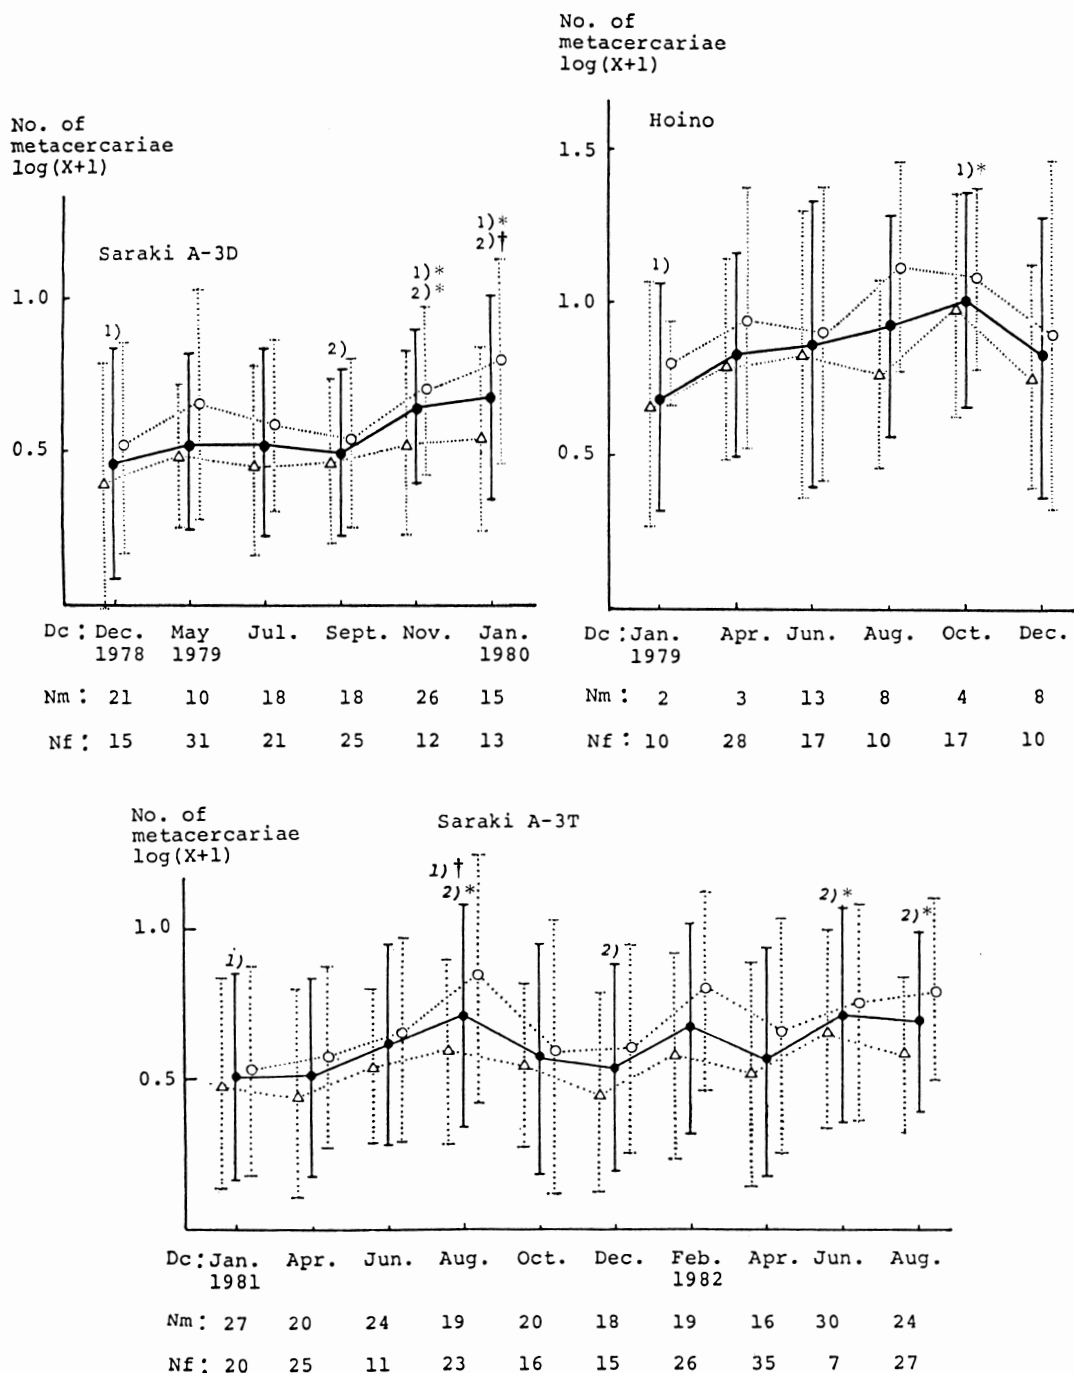 No. of
metacercariae
log(X+1)
Saraki A-3D
1.0
0.5
1)
2)
1)*
2)*
1)*
2)†
Dc: Dec. May Jul. Sept. Nov. Jan.
1978 1979 1980
Nm: 21 10 18 18 26 15
Nf: 15 31 21 25 12 13
No. of
metacercariae
log(X+1)
Hoino
1.5
1.0
0.5
1)
1)*
Dc: Jan. Apr. Jun. Aug. Oct. Dec.
1979
Nm: 2 3 13 8 4 8
Nf: 10 28 17 10 17 10
No. of
metacercariae
log(X+1)
Saraki A-3T
1.0
0.5
1)
1)†
2)*
2)
2)*
2)*
Dc: Jan. Apr. Jun. Aug. Oct. Dec. Feb. Apr. Jun. Aug.
1981 1982
Nm: 27 20 24 19 20 18 19 16 30 24
Nf: 20 25 11 23 16 15 26 35 7 27